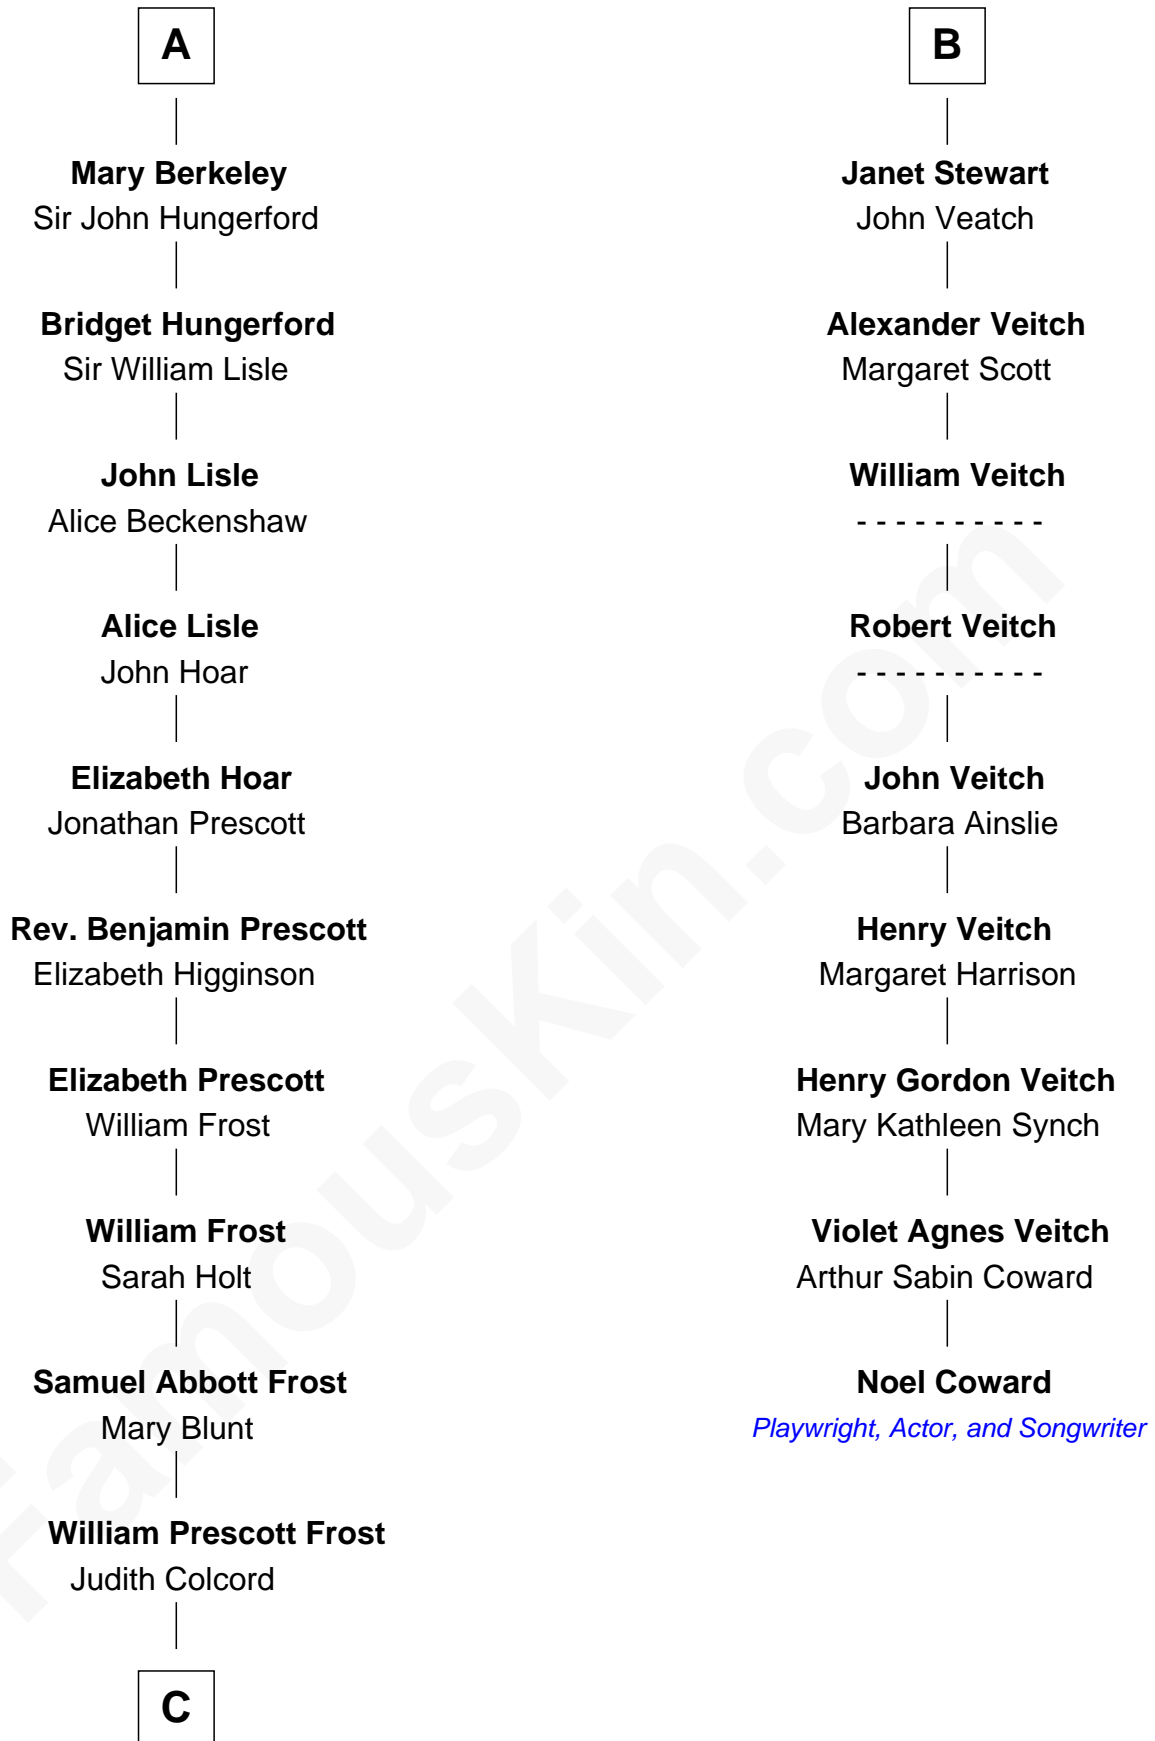 A
Mary Berkeley
Sir John Hungerford
Bridget Hungerford
Sir William Lisle
John Lisle
Alice Beckenshaw
Alice Lisle
John Hoar
Elizabeth Hoar
Jonathan Prescott
Rev. Benjamin Prescott
Elizabeth Higginson
Elizabeth Prescott
William Frost
William Frost
Sarah Holt
Samuel Abbott Frost
Mary Blunt
William Prescott Frost
Judith Colcord
C
B
Janet Stewart
John Veatch
Alexander Veitch
Margaret Scott
William Veitch
- - - - - - - - - -
Robert Veitch
- - - - - - - - - -
John Veitch
Barbara Ainslie
Henry Veitch
Margaret Harrison
Henry Gordon Veitch
Mary Kathleen Synch
Violet Agnes Veitch
Arthur Sabin Coward
Noel Coward
Playwright, Actor, and Songwriter
FamousKin.com